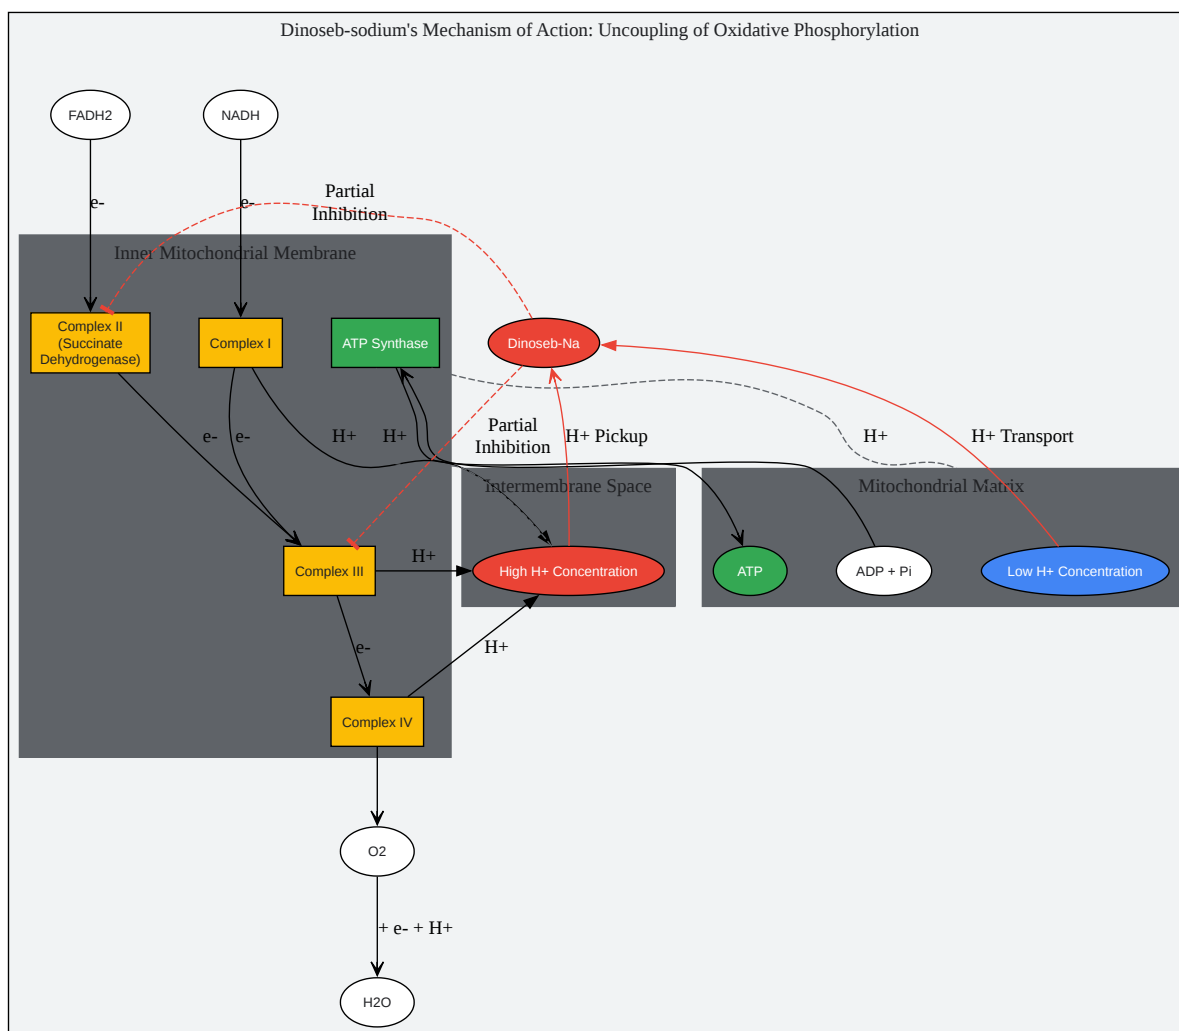 Dinoseb-sodium's Mechanism of Action: Uncoupling of Oxidative Phosphorylation
FADH2
NADH
e-
e-
Partial
Inhibition
Inner Mitochondrial Membrane
Complex II
(Succinate
Dehydrogenase)
Complex I
ATP Synthase
Dinoseb-Na
e-
e-
H+
H+
Partial
Inhibition
H+ Pickup
H+
H+ Transport
Intermembrane Space
Mitochondrial Matrix
Complex III
H+
High H+ Concentration
ATP
ADP + Pi
Low H+ Concentration
e-
H+
Complex IV
O2
+ e- + H+
H2O